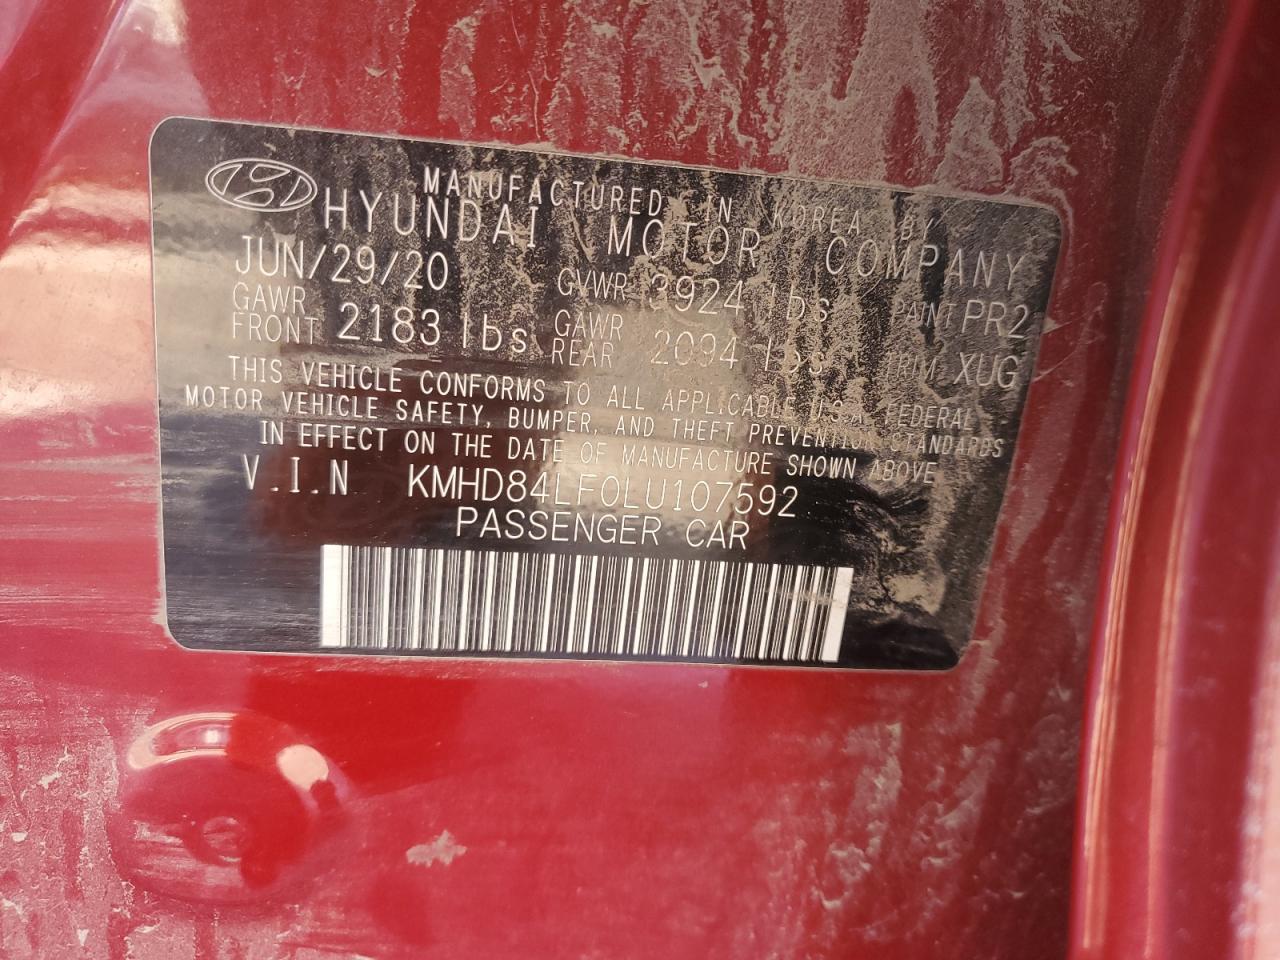 MANUFACTURED IN KOREA BY
HYUNDAI MOTOR COMPANY
JUN/29/20 GVWR 3924 lbs PAINT PR2
GAWR FRONT 2183 lbs GAWR REAR 2094 lbs TRIM XUG
THIS VEHICLE CONFORMS TO ALL APPLICABLE U.S.A FEDERAL
MOTOR VEHICLE SAFETY, BUMPER, AND THEFT PREVENTION STANDARDS
IN EFFECT ON THE DATE OF MANUFACTURE SHOWN ABOVE
V.I.N KMHD84LF0LU107592
PASSENGER CAR